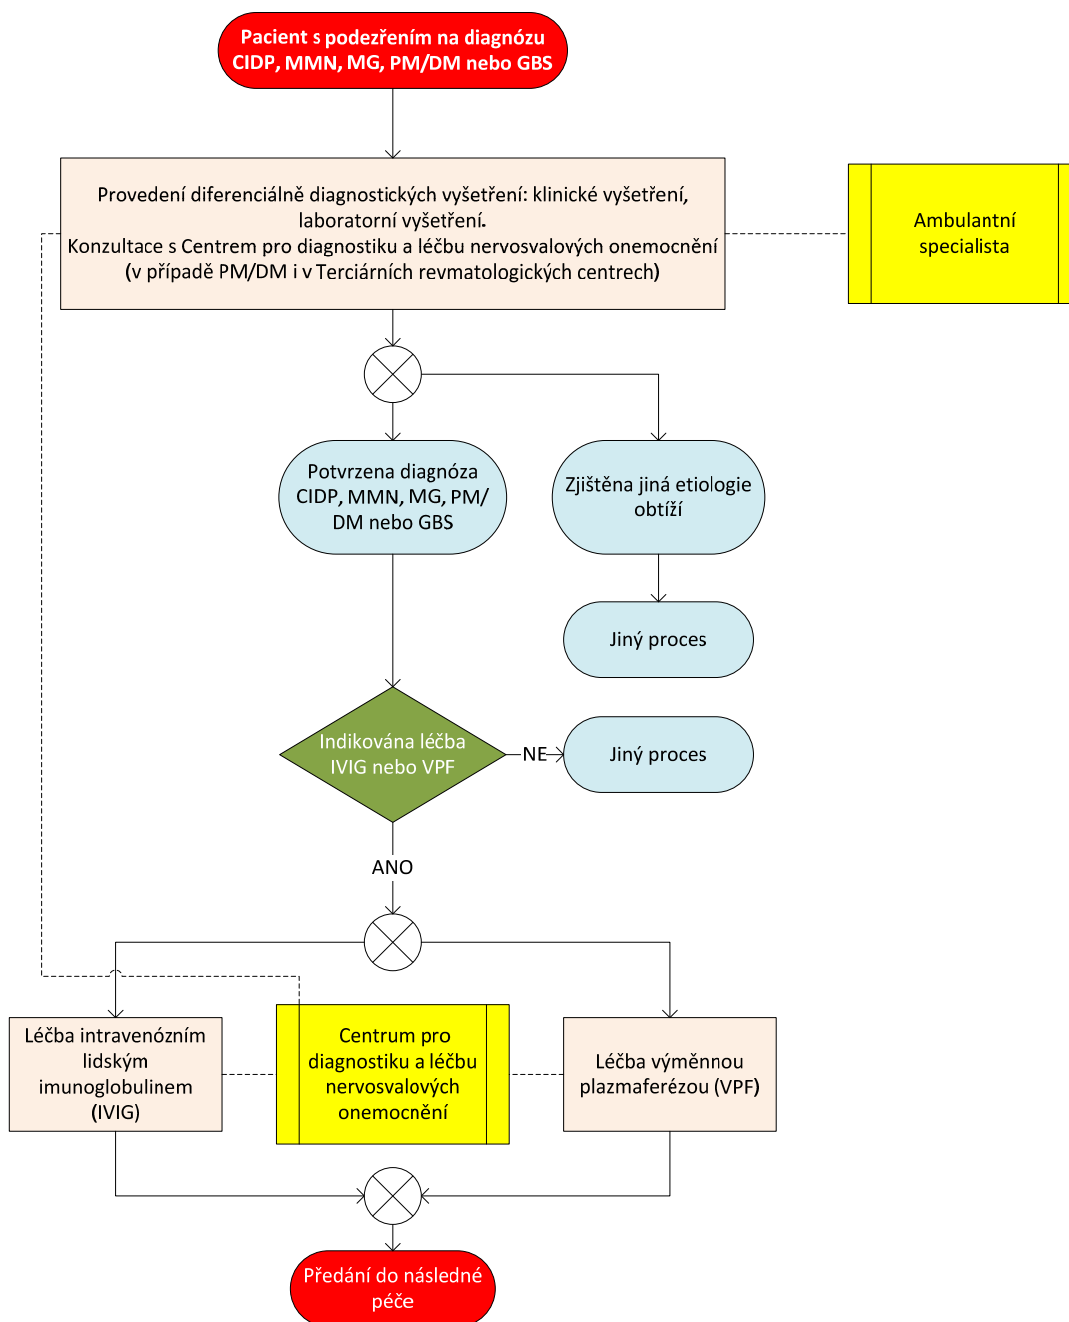 Pacient s podezřením na diagnózu
CIDP, MMN, MG, PM/DM nebo GBS
Provedení diferenciálně diagnostických vyšetření: klinické vyšetření,
laboratorní vyšetření.
Konzultace s Centrem pro diagnostiku a léčbu nervosvalových onemocnění
(v případě PM/DM i v Terciárních revmatologických centrech)
Ambulantní
specialista
Potvrzena diagnóza
CIDP, MMN, MG, PM/
DM nebo GBS
Zjištěna jiná etiologie
obtíží
Jiný proces
Indikována léčba
IVIG nebo VPF
NE
Jiný proces
ANO
Léčba intravenózním
lidským
imunoglobulinem
(IVIG)
Centrum pro
diagnostiku a léčbu
nervosvalových
onemocnění
Léčba výměnnou
plazmaferézou (VPF)
Předání do následné
péče